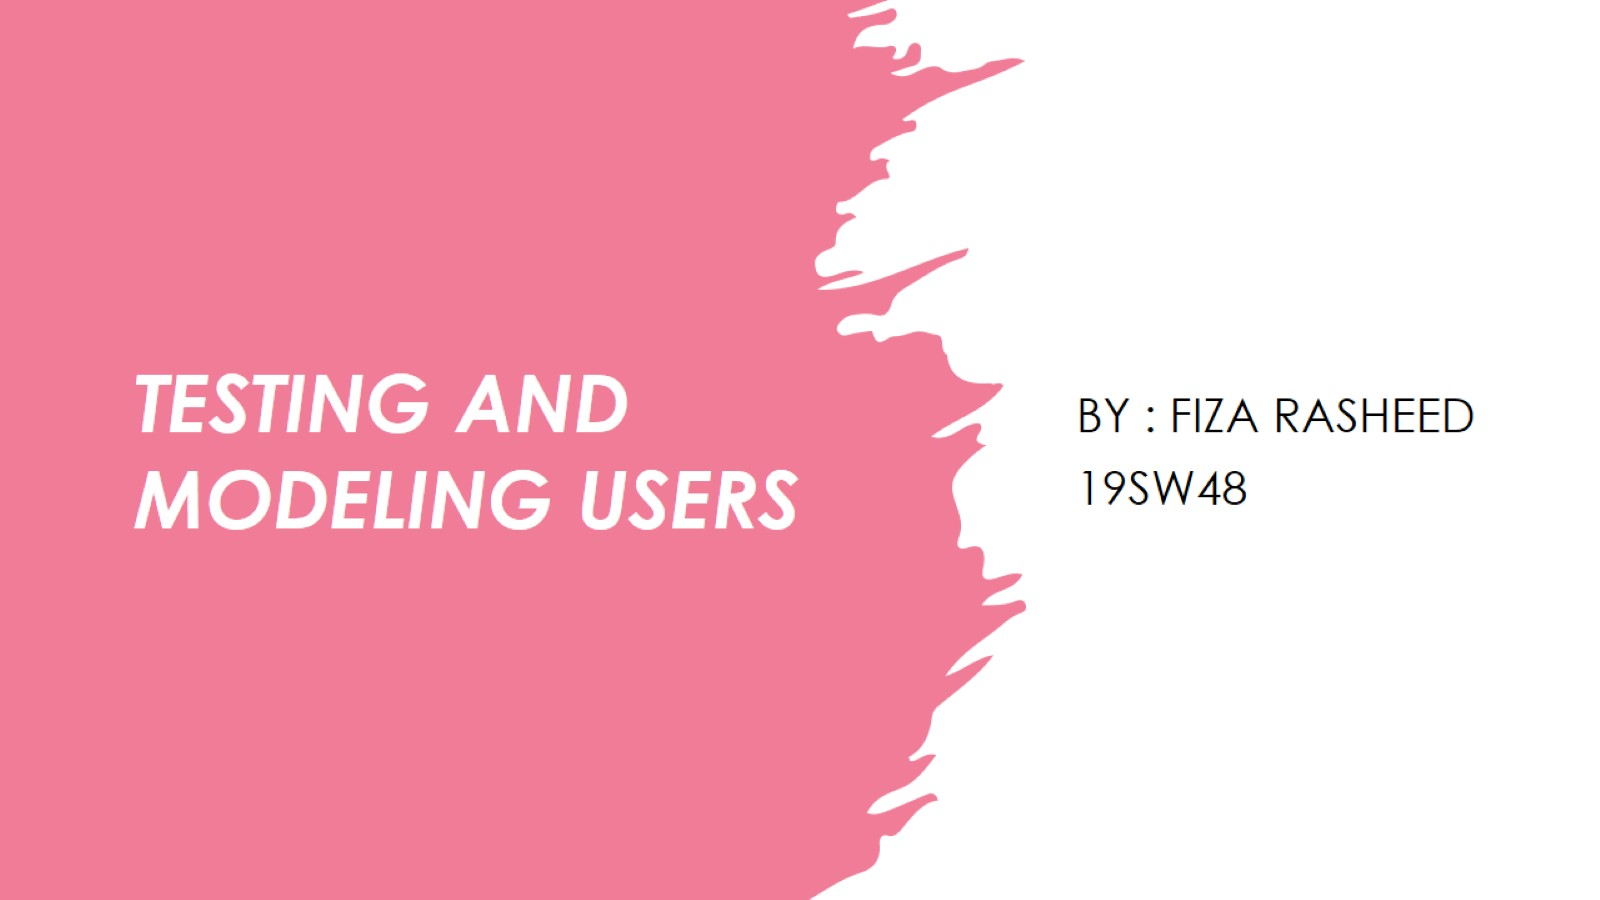 TESTING AND
MODELING USERS
BY : FIZA RASHEED
19SW48